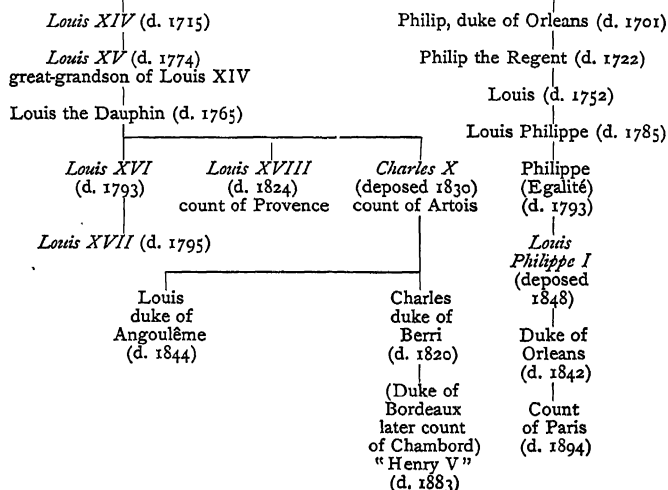 Louis XIV (d. 1715)
Philip, duke of Orleans (d. 1701)
Louis XV (d. 1774)
great-grandson of Louis XIV
Philip the Regent (d. 1722)
Louis (d. 1752)
Louis the Dauphin (d. 1765)
Louis Philippe (d. 1785)
Louis XVI
(d. 1793)
Louis XVIII
(d. 1824)
count of Provence
Charles X
(deposed 1830)
count of Artois
Philippe
(Egalité)
(d. 1793)
Louis XVII (d. 1795)
Louis
Philippe I
(deposed
1848)
Louis
duke of
Angoulême
(d. 1844)
Charles
duke of
Berri
(d. 1820)
Duke of
Orleans
(d. 1842)
(Duke of
Bordeaux
later count
of Chambord)
"Henry V"
(d. 1883)
Count
of Paris
(d. 1894)